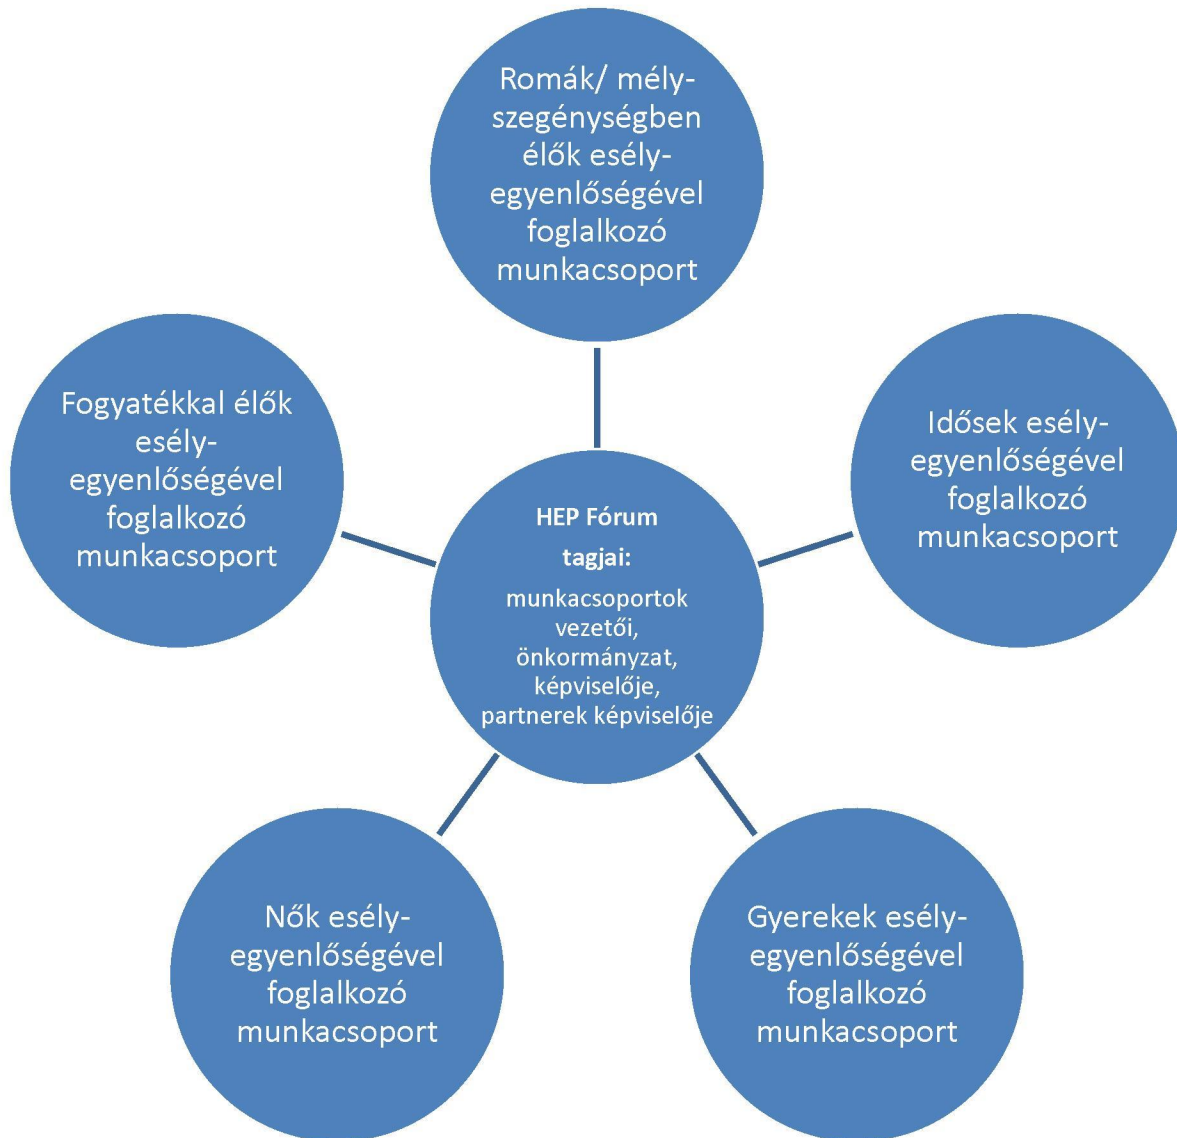 Romák/ mély-
szegénységben
élők esély-
egyenlőségével
foglalkozó
munkacsoport
Fogyatékkal élők
esély-
egyenlőségével
foglalkozó
munkacsoport
Idősek esély-
egyenlőségével
foglalkozó
munkacsoport
HEP Fórum
tagjai:
munkacsoportok
vezetői,
önkormányzat,
képviselője,
partnerek képviselője
Nők esély-
egyenlőségével
foglalkozó
munkacsoport
Gyerekek esély-
egyenlőségével
foglalkozó
munkacsoport